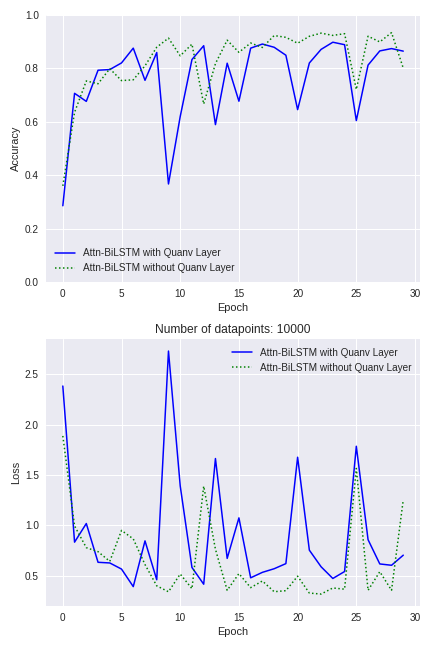 1.0
0.8
0.6
0.4
0.2
0.0
Accuracy
Attn-BiLSTM with Quanv Layer
Attn-BiLSTM without Quanv Layer
0 5 10 15 20 25 30
Epoch
Number of datapoints: 10000
Attn-BiLSTM with Quanv Layer
Attn-BiLSTM without Quanv Layer
2.5
2.0
1.5
1.0
0.5
Loss
0 5 10 15 20 25 30
Epoch